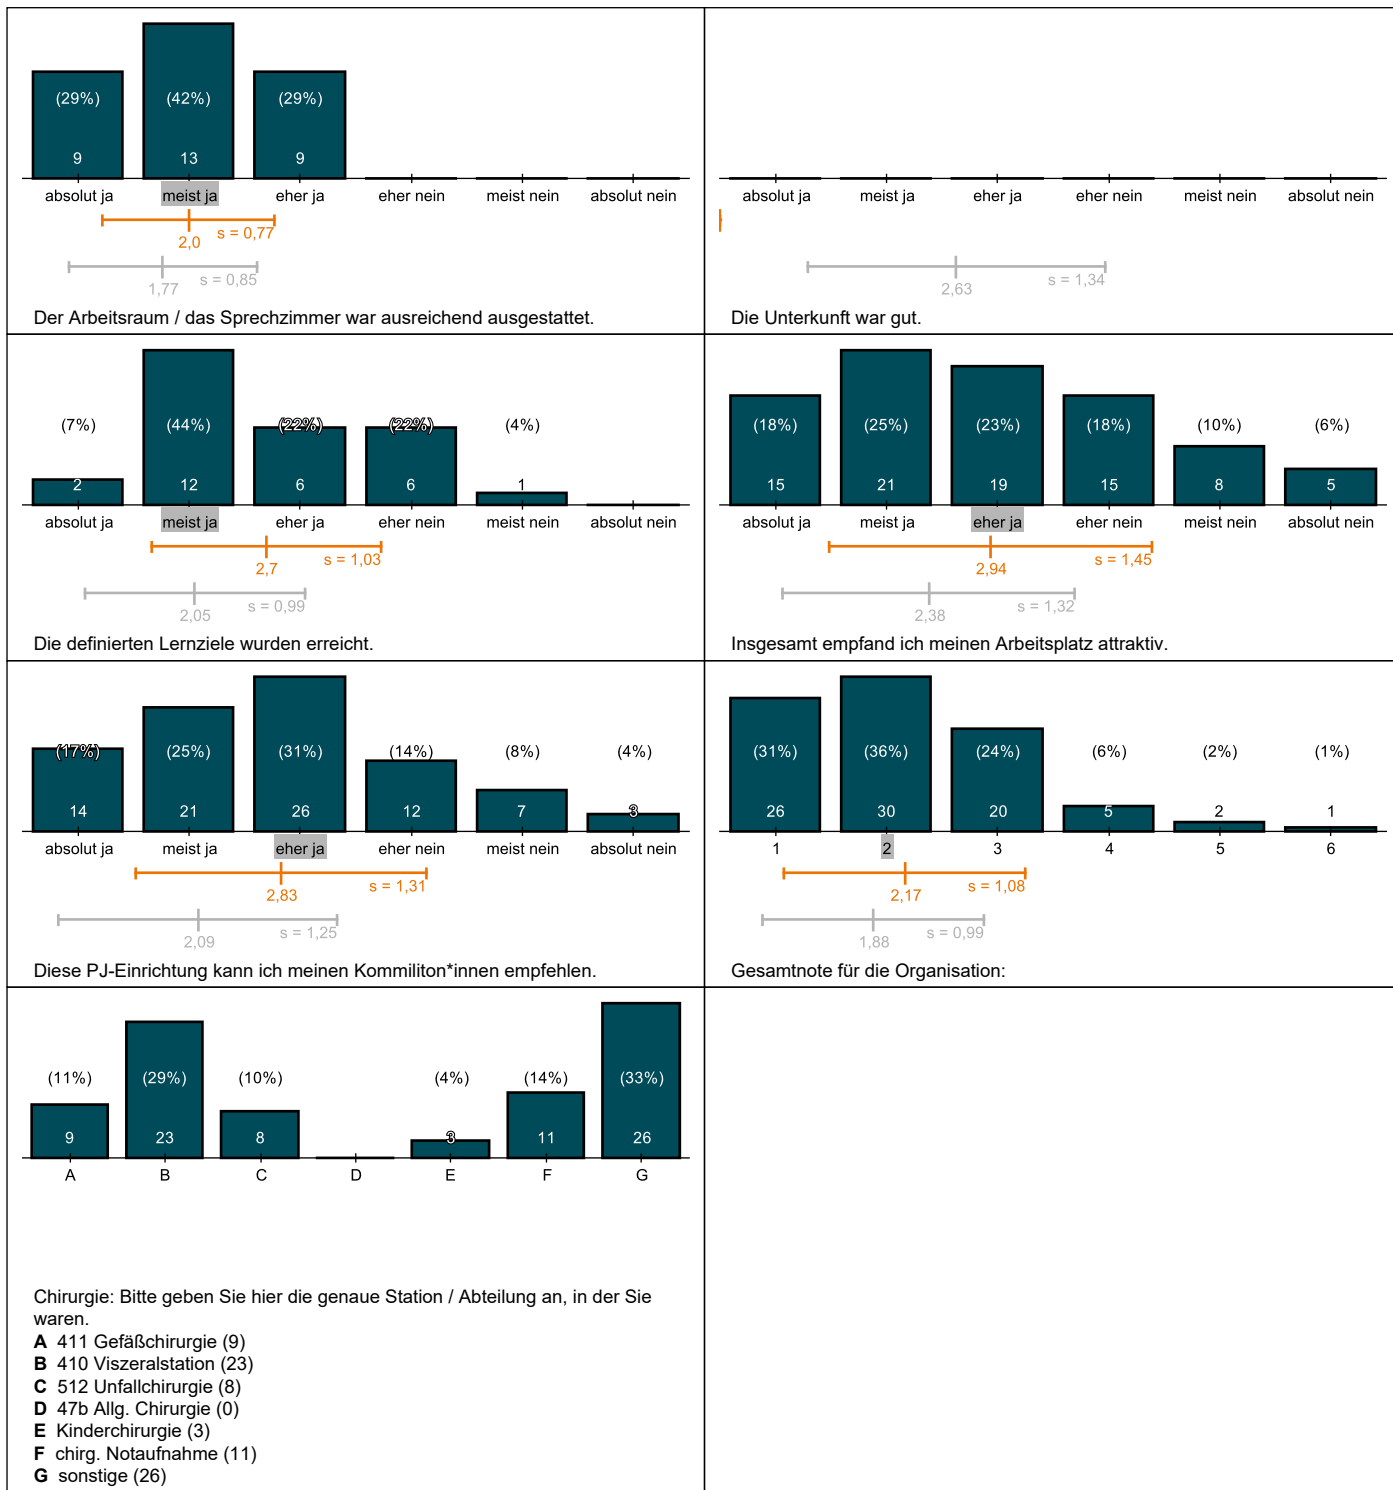 (29%) (42%) (29%)
9 13 9
absolut ja meist ja eher ja eher nein meist nein absolut nein
s = 0,77
2,0
s = 0,85
1,77
Der Arbeitsraum / das Sprechzimmer war ausreichend ausgestattet.
absolut ja meist ja eher ja eher nein meist nein absolut nein
s = 1,34
2,63
Die Unterkunft war gut.
(7%) (44%) (22%) (22%) (4%)
2 12 6 6 1
absolut ja meist ja eher ja eher nein meist nein absolut nein
s = 1,03
2,7
s = 0,99
2,05
Die definierten Lernziele wurden erreicht.
(18%) (25%) (23%) (18%) (10%) (6%)
15 21 19 15 8 5
absolut ja meist ja eher ja eher nein meist nein absolut nein
s = 1,45
2,94
s = 1,32
2,38
Insgesamt empfand ich meinen Arbeitsplatz attraktiv.
(17%) (25%) (31%) (14%) (8%) (4%)
14 21 26 12 7 3
absolut ja meist ja eher ja eher nein meist nein absolut nein
s = 1,31
2,83
s = 1,25
2,09
Diese PJ-Einrichtung kann ich meinen Kommiliton*innen empfehlen.
(31%) (36%) (24%) (6%) (2%) (1%)
26 30 20 5 2 1
1 2 3 4 5 6
s = 1,08
2,17
s = 0,99
1,88
Gesamtnote für die Organisation:
(11%) (29%) (10%) (4%) (14%) (33%)
9 23 8 3 11 26
A B C D E F G
Chirurgie: Bitte geben Sie hier die genaue Station / Abteilung an, in der Sie
waren.
A 411 Gefäßchirurgie (9)
B 410 Viszeralstation (23)
C 512 Unfallchirurgie (8)
D 47b Allg. Chirurgie (0)
E Kinderchirurgie (3)
F chirg. Notaufnahme (11)
G sonstige (26)